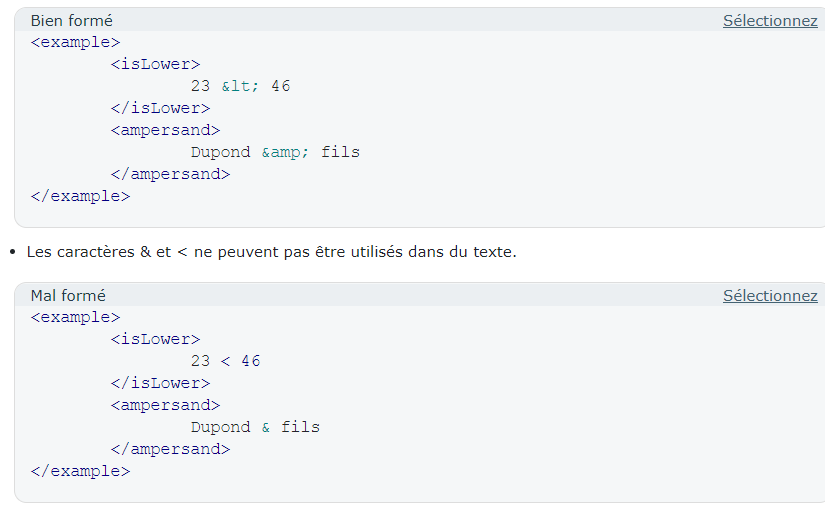 Bien formé Sélectionnez
<example>
<isLower>
23 &lt; 46
</isLower>
<ampersand>
Dupond &amp; fils
</ampersand>
</example>
• Les caractères & et < ne peuvent pas être utilisés dans du texte.
Mal formé Sélectionnez
<example>
<isLower>
23 < 46
</isLower>
<ampersand>
Dupond & fils
</ampersand>
</example>